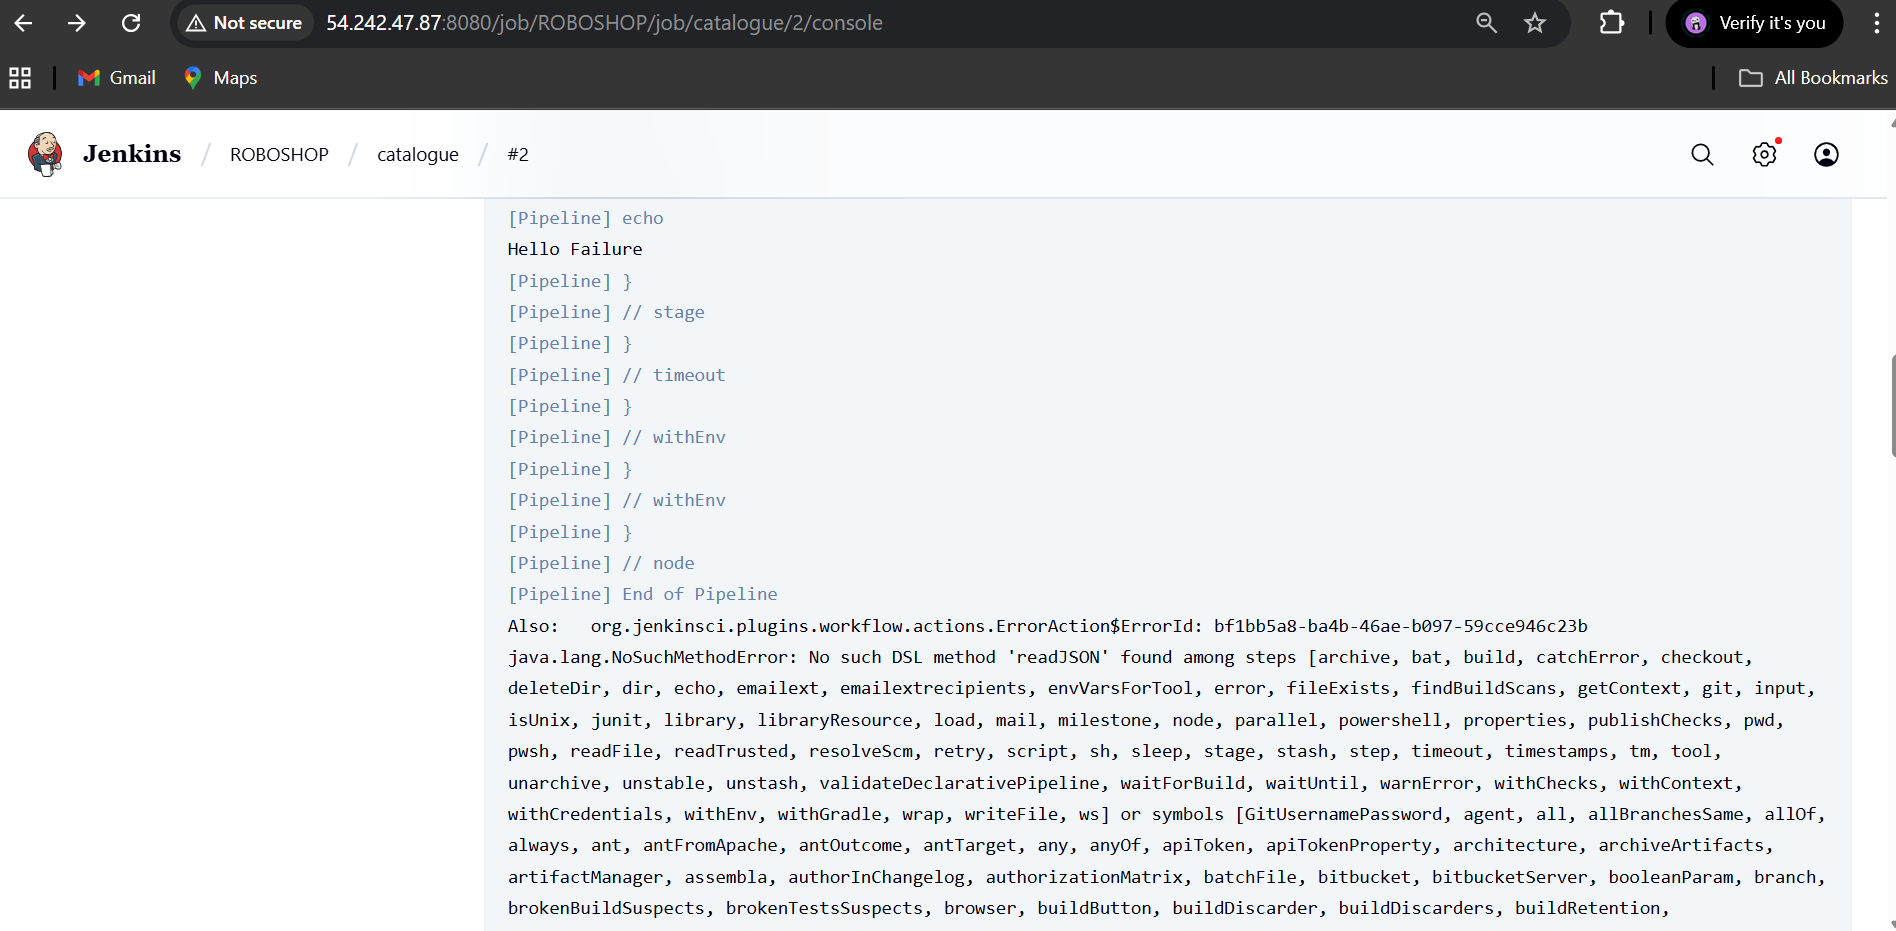 Not secure 54.242.47.87:8080/job/ROBOSHOP/job/catalogue/2/console Verify it's you
Gmail Maps All Bookmarks
Jenkins / ROBOSHOP / catalogue / #2
[Pipeline] echo
Hello Failure
[Pipeline] }
[Pipeline] // stage
[Pipeline] }
[Pipeline] // timeout
[Pipeline] }
[Pipeline] // withEnv
[Pipeline] }
[Pipeline] // withEnv
[Pipeline] }
[Pipeline] // node
[Pipeline] End of Pipeline
Also:   org.jenkinsci.plugins.workflow.actions.ErrorAction$ErrorId: bf1bb5a8-ba4b-46ae-b097-59cce946c23b
java.lang.NoSuchMethodError: No such DSL method 'readJSON' found among steps [archive, bat, build, catchError, checkout,
deleteDir, dir, echo, emailext, emailextrecipients, envVarsForTool, error, fileExists, findBuildScans, getContext, git, input,
isUnix, junit, library, libraryResource, load, mail, milestone, node, parallel, powershell, properties, publishChecks, pwd,
pwsh, readFile, readTrusted, resolveScm, retry, script, sh, sleep, stage, stash, step, timeout, timestamps, tm, tool,
unarchive, unstable, unstash, validateDeclarativePipeline, waitForBuild, waitUntil, warnError, withChecks, withContext,
withCredentials, withEnv, withGradle, wrap, writeFile, ws] or symbols [GitUsernamePassword, agent, all, allBranchesSame, allOf,
always, ant, antFromApache, antOutcome, antTarget, any, anyOf, apiToken, apiTokenProperty, architecture, archiveArtifacts,
artifactManager, assembla, authorInChangelog, authorizationMatrix, batchFile, bitbucket, bitbucketServer, booleanParam, branch,
brokenBuildSuspects, brokenTestsSuspects, browser, buildButton, buildDiscarder, buildDiscarders, buildRetention,